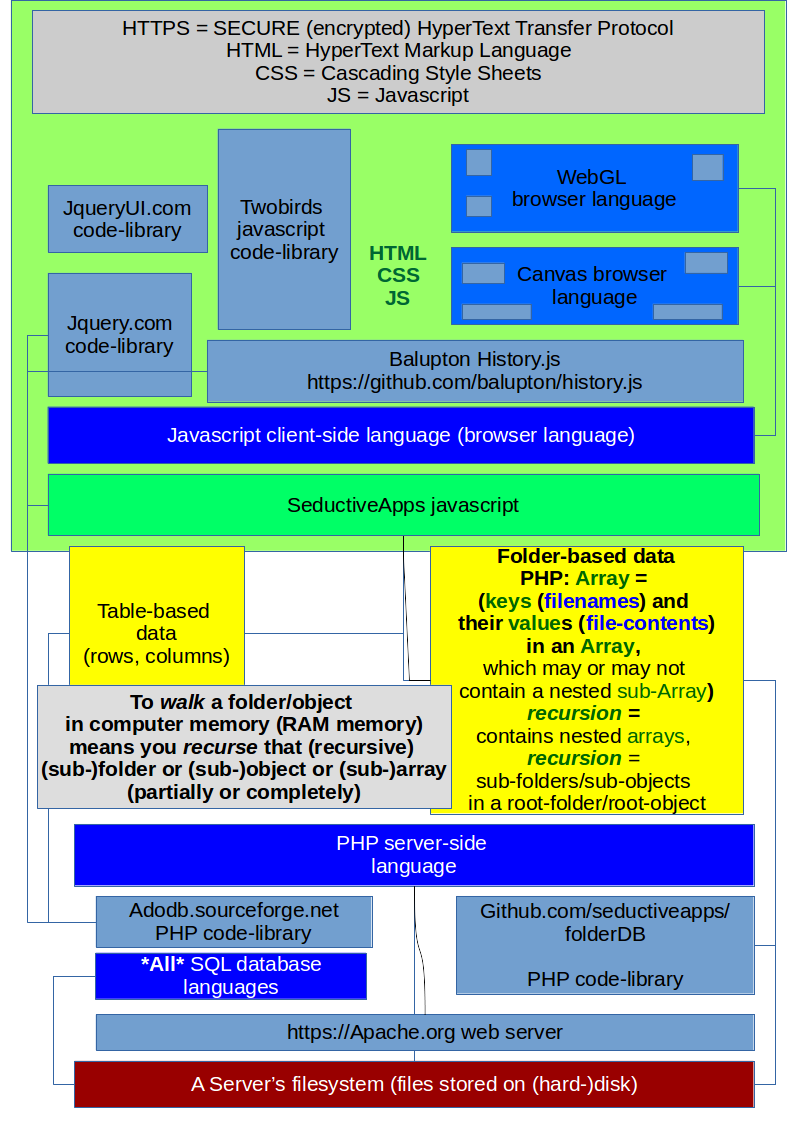 HTTPS = SECURE (encrypted) HyperText Transfer Protocol
HTML = HyperText Markup Language
CSS = Cascading Style Sheets
JS = Javascript
JqueryUI.com
code-library
Twobirds
javascript
code-library
WebGL
browser language
HTML
CSS
JS
Canvas browser
language
Jquery.com
code-library
Balupton History.js
https://github.com/balupton/history.js
Javascript client-side language (browser language)
SeductiveApps javascript
Table-based
data
(rows, columns)
Folder-based data
PHP: Array =
(keys (filenames) and
their values (file-contents)
in an Array,
which may or may not
contain a nested sub-Array)
recursion =
contains nested arrays,
recursion =
sub-folders/sub-objects
in a root-folder/root-object
To walk a folder/object
in computer memory (RAM memory)
means you recurse that (recursive)
(sub-)folder or (sub-)object or (sub-)array
(partially or completely)
PHP server-side
language
Adodb.sourceforge.net
PHP code-library
Github.com/seductiveapps/
folderDB
PHP code-library
*All* SQL database
languages
https://Apache.org web server
A Server's filesystem (files stored on (hard-)disk)